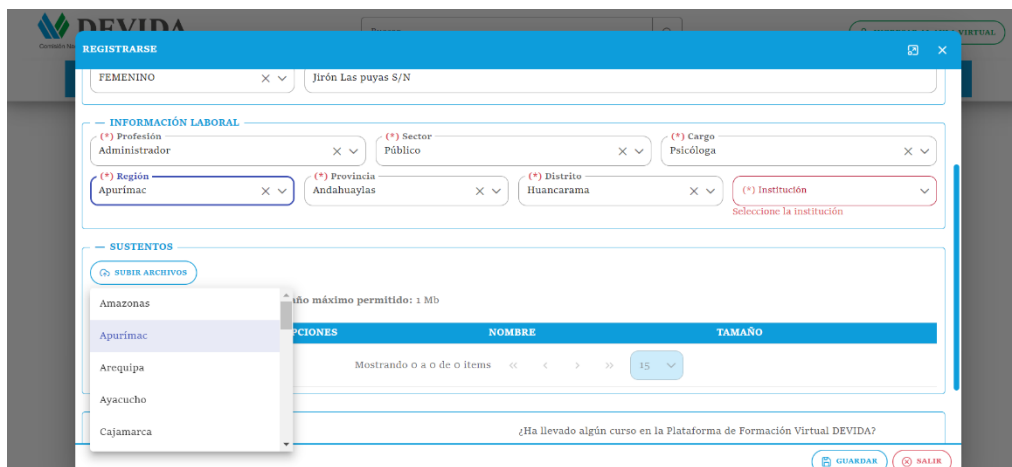 DEVIDA
REGISTRARSE
FEMENINO
Jirón Las puyas S/N
INFORMACIÓN LABORAL
(*) Profesión
Administrador
(*) Sector
Público
(*) Cargo
Psicóloga
(*) Región
Apurímac
(*) Provincia
Andahuaylas
(*) Distrito
Huancarama
(*) Institución
Seleccione la institución
SUSTENTOS
SUBIR ARCHIVOS
máximo permitido: 1 Mb
NOMBRE
TAMAÑO
Mostrando 0 a 0 de 0 items
15
Amazonas
Apurímac
Arequipa
Ayacucho
Cajamarca
¿Ha llevado algún curso en la Plataforma de Formación Virtual DEVIDA?
GUARDAR
SALIR